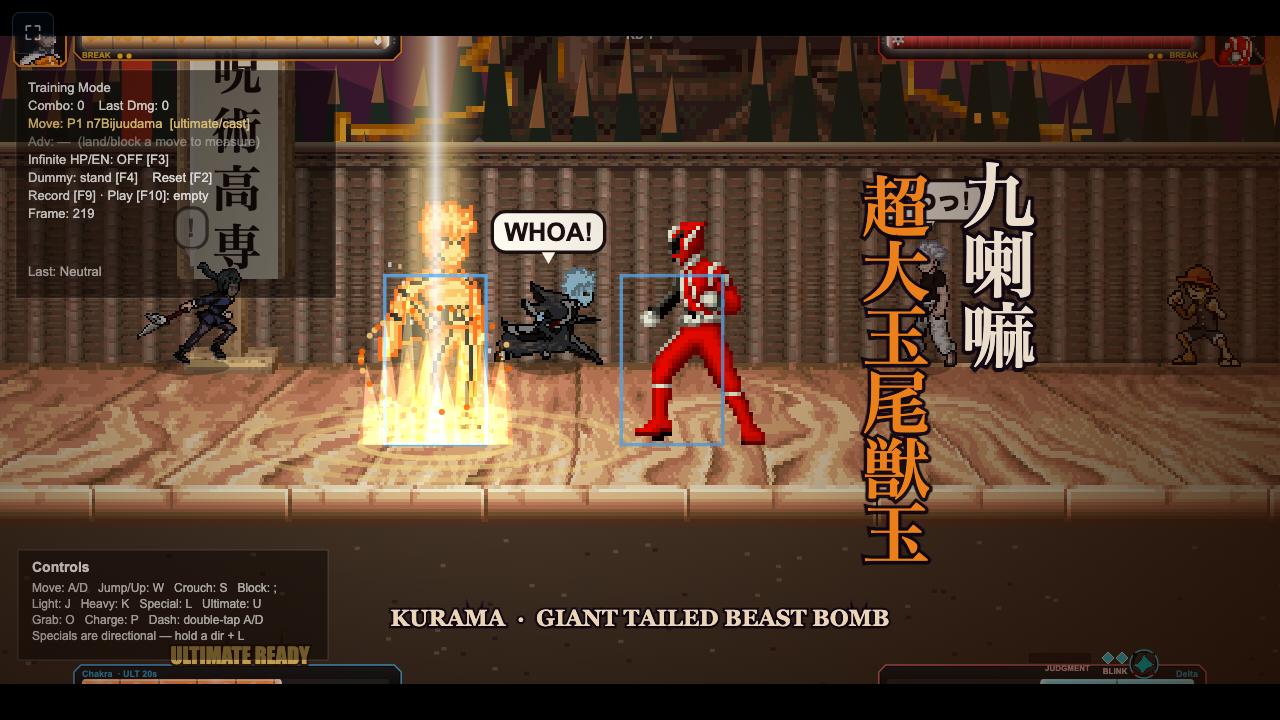 BREAK
BREAK
Training Mode
Combo: 0 Last Dmg: 0
Move: P1 n7Bijuudama [ultimate/cast]
Adv: — (land/block a move to measure)
Infinite HP/EN: OFF [F3]
Dummy: stand [F4] Reset [F2]
Record [F9] · Play [F10]: empty
Frame: 219
Last: Neutral
呪術高専
!
WHOA!
っ!
九喇嘛
超大玉尾獣玉
Controls
Move: A/D Jump/Up: W Crouch: S Block: ;
Light: J Heavy: K Special: L Ultimate: U
Grab: O Charge: P Dash: double-tap A/D
Specials are directional — hold a dir + L
KURAMA · GIANT TAILED BEAST BOMB
ULTIMATE READY
Chakra · ULT 20s
JUDGMENT
BLINK
Delta